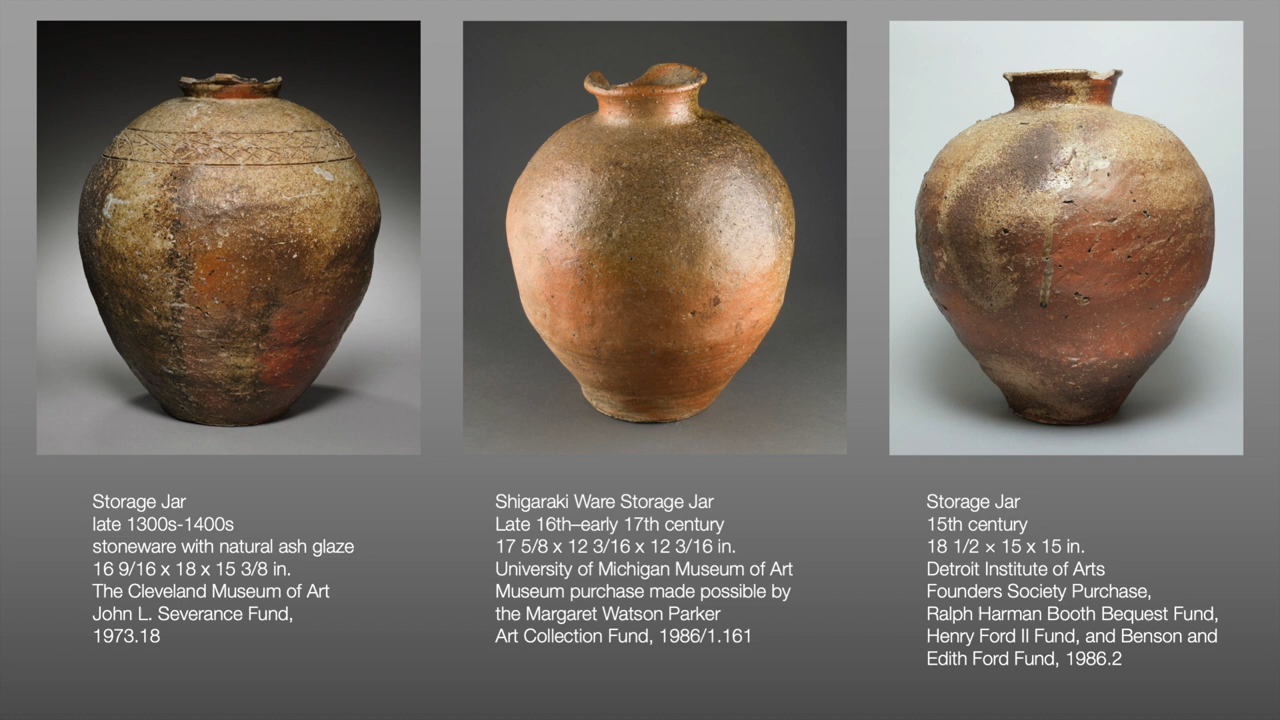 Storage Jar
late 1300s-1400s
stoneware with natural ash glaze
16 9/16 x 18 x 15 3/8 in.
The Cleveland Museum of Art
John L. Severance Fund,
1973.18
Shigaraki Ware Storage Jar
Late 16th–early 17th century
17 5/8 x 12 3/16 x 12 3/16 in.
University of Michigan Museum of Art
Museum purchase made possible by
the Margaret Watson Parker
Art Collection Fund, 1986/1.161
Storage Jar
15th century
18 1/2 × 15 x 15 in.
Detroit Institute of Arts
Founders Society Purchase,
Ralph Harman Booth Bequest Fund,
Henry Ford II Fund, and Benson and
Edith Ford Fund, 1986.2